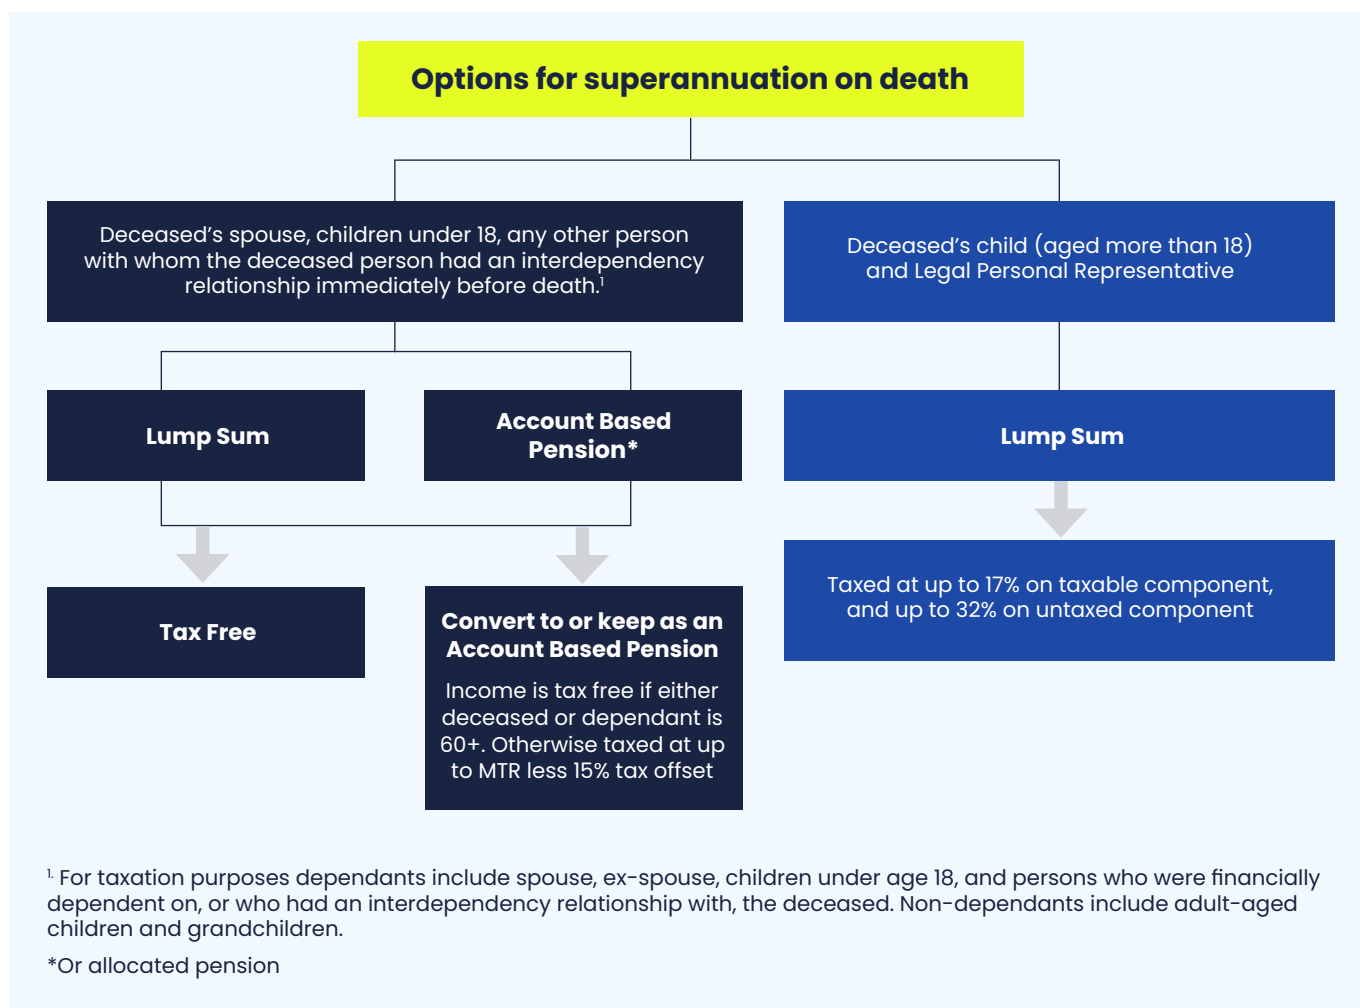 Options for superannuation on death
Deceased’s spouse, children under 18, any other person
with whom the deceased person had an interdependency
relationship immediately before death.¹
Deceased’s child (aged more than 18)
and Legal Personal Representative
Lump Sum
Account Based
Pension*
Lump Sum
Tax Free
Convert to or keep as an
Account Based Pension
Income is tax free if either
deceased or dependant is
60+. Otherwise taxed at up
to MTR less 15% tax offset
Taxed at up to 17% on taxable component,
and up to 32% on untaxed component
¹· For taxation purposes dependants include spouse, ex-spouse, children under age 18, and persons who were financially
dependent on, or who had an interdependency relationship with, the deceased. Non-dependants include adult-aged
children and grandchildren.
*Or allocated pension